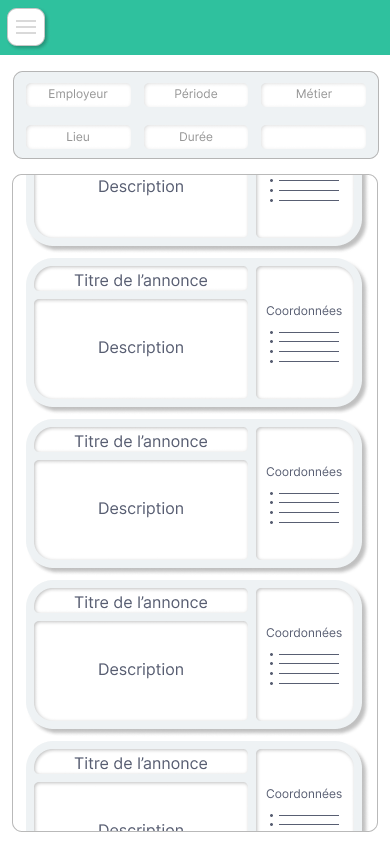 Employeur
Période
Métier
Lieu
Durée
Description
Titre de l’annonce
Coordonnées
Description
Titre de l’annonce
Coordonnées
Description
Titre de l’annonce
Coordonnées
Description
Titre de l’annonce
Coordonnées
Description